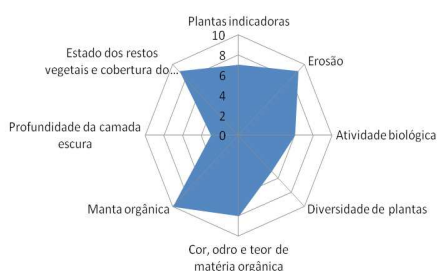 Plantas indicadoras
10
8
6
4
2
0
Erosão
Atividade biológica
Diversidade de plantas
Cor, odro e teor de
matéria orgânica
Manta orgânica
Profundidade da camada
escura
Estado dos restos
vegetais e cobertura do...